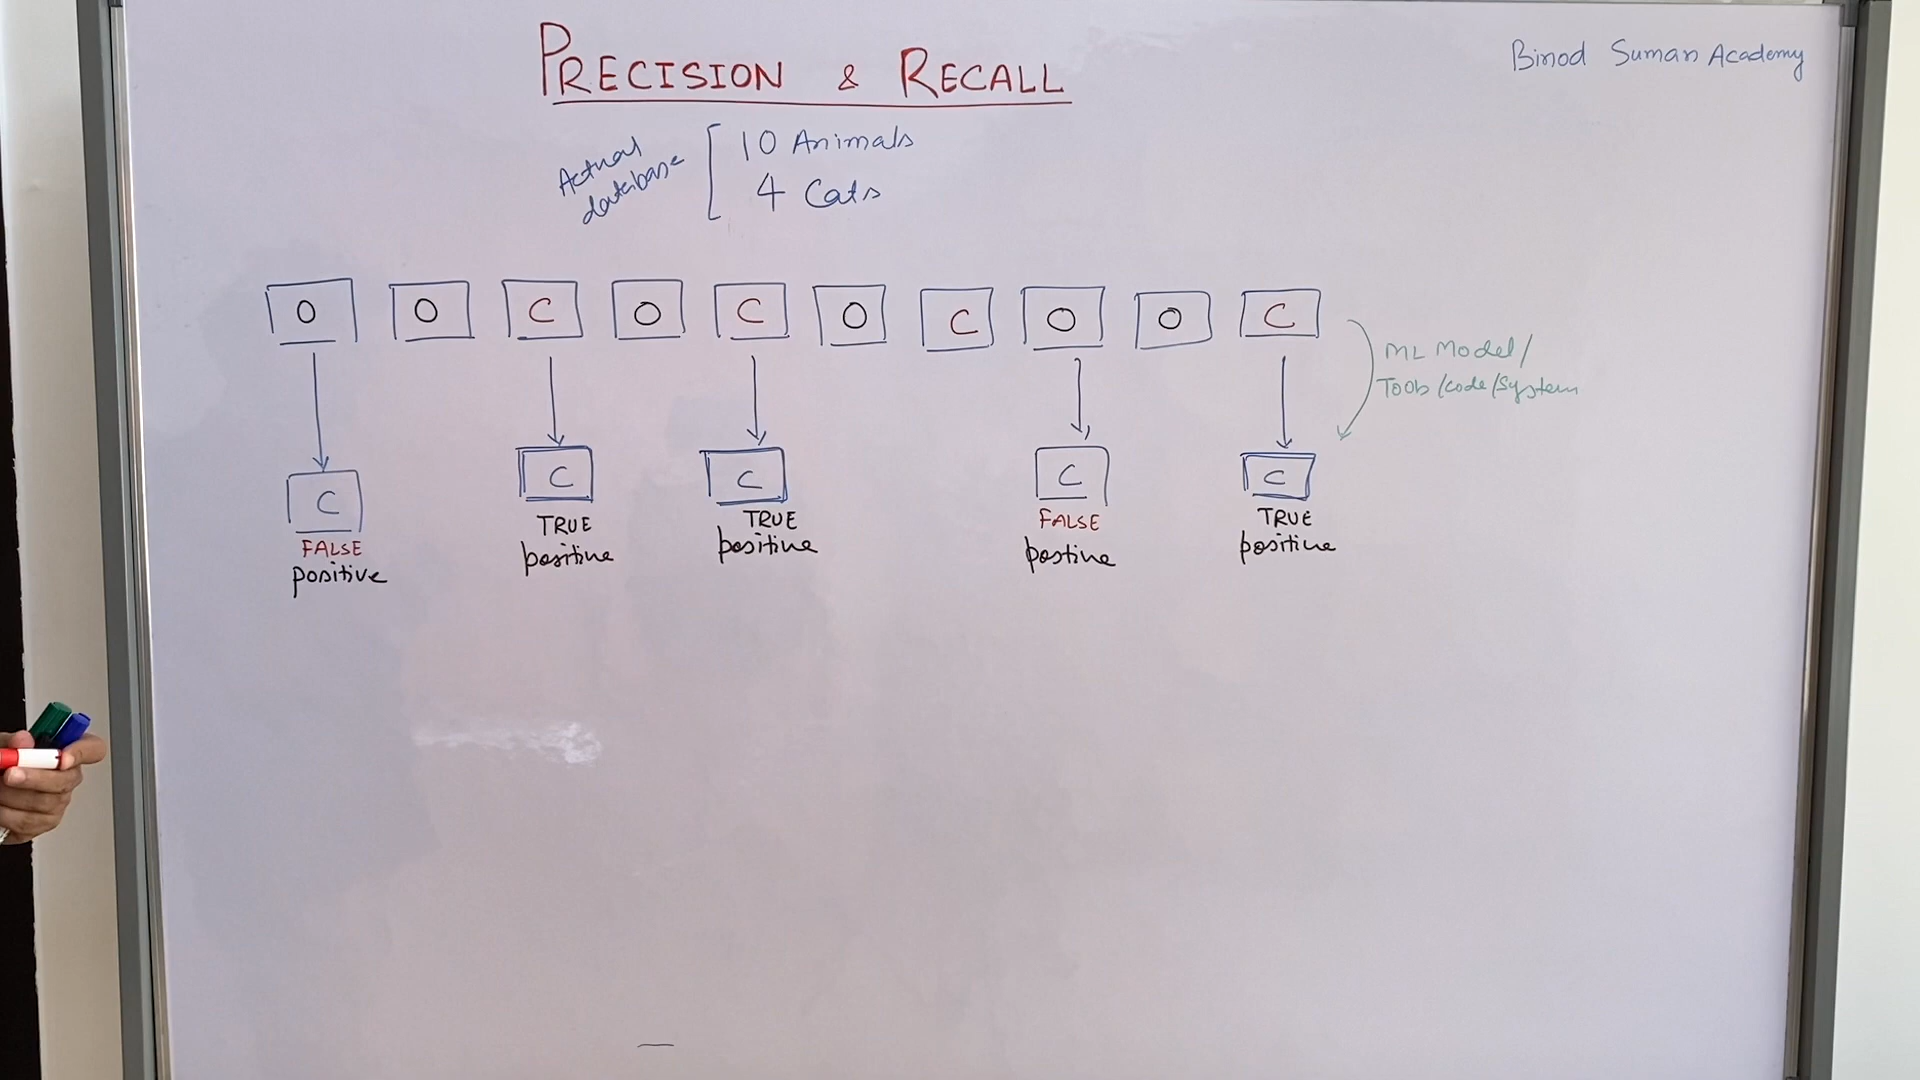 PRECISION & RECALL
Binod Suman Academy
Actual database
10 Animals
4 Cats
O O C O C O C O O C
ML Model/
Tools/code/system
C C C C C
FALSE positive
TRUE positive
TRUE positive
FALSE postive
TRUE positive